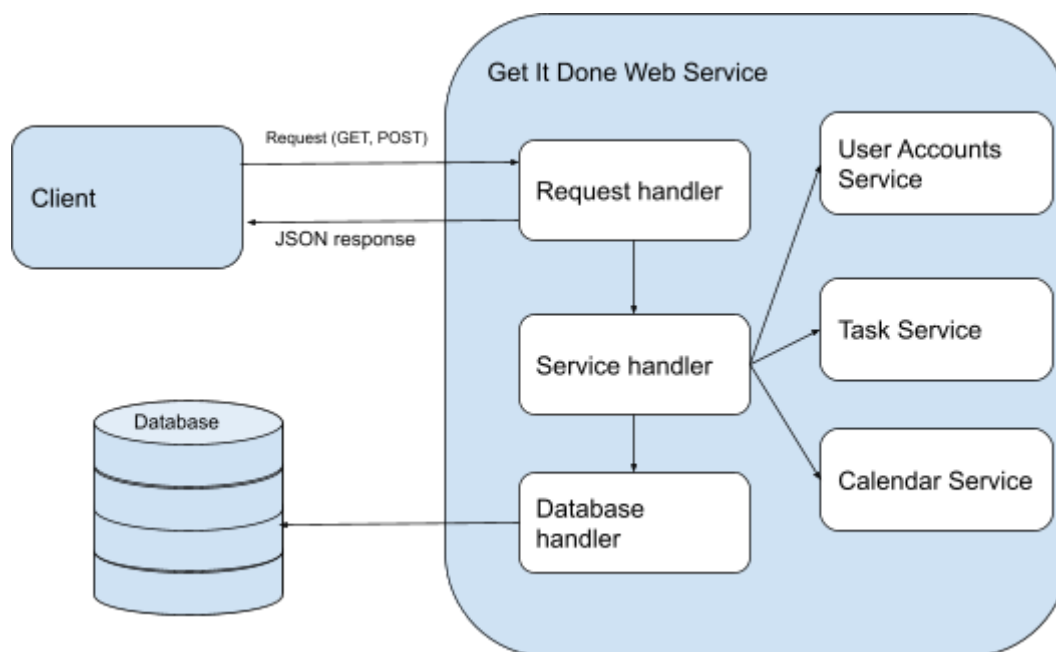 Get It Done Web Service
Request (GET, POST)
Client
JSON response
Request handler
User Accounts
Service
Service handler
Task Service
Database
Database
handler
Calendar Service